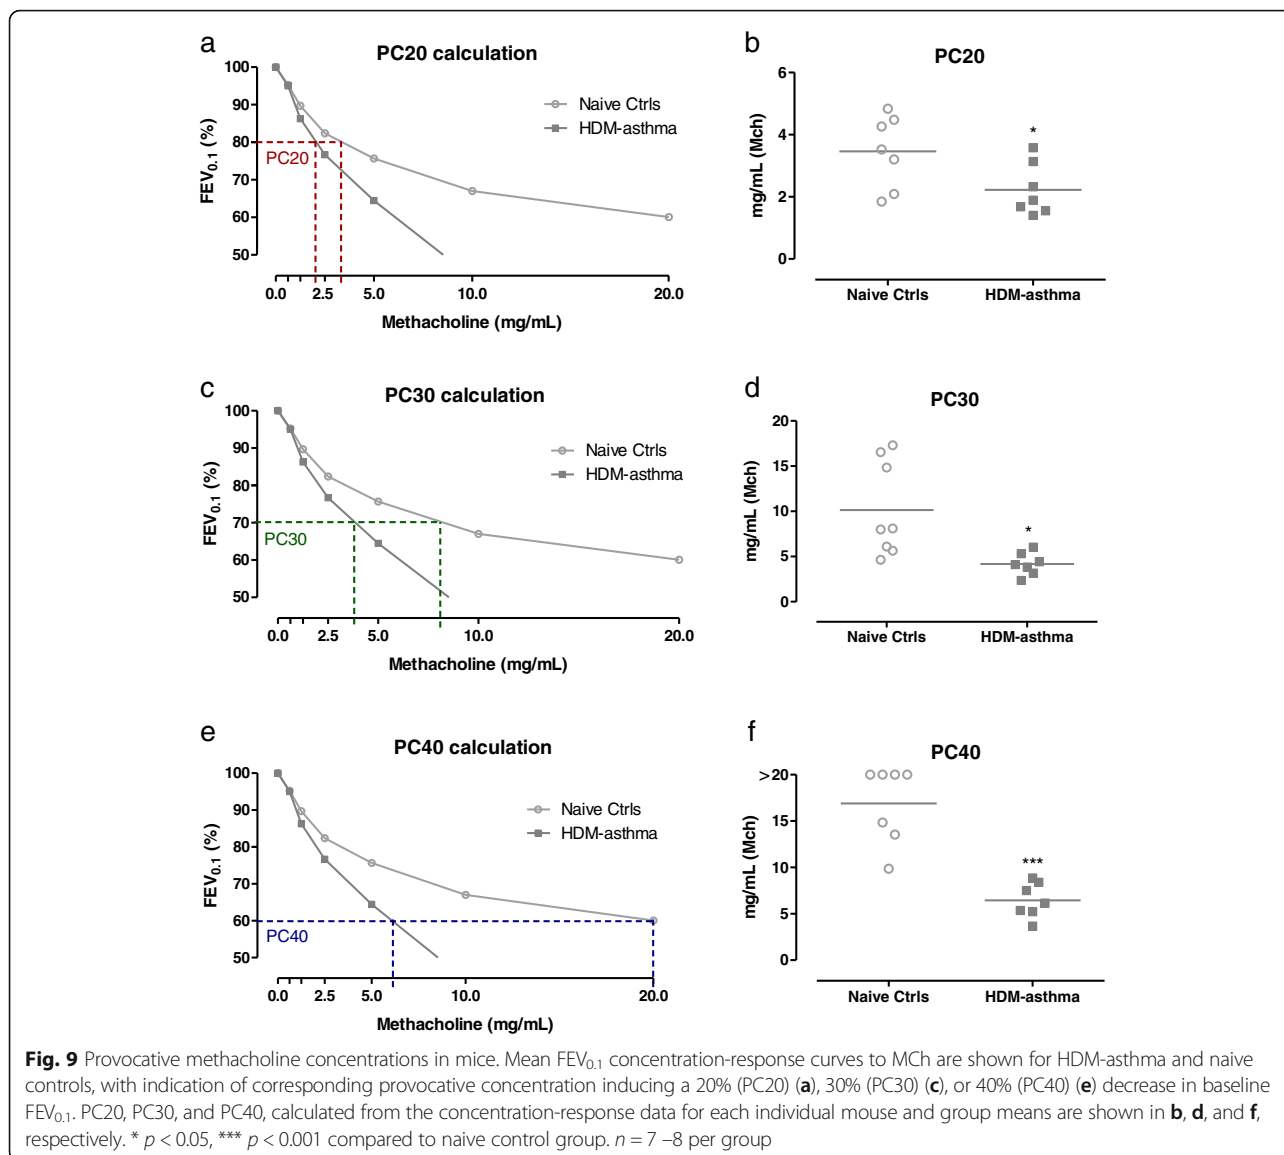 a
PC20 calculation
100
90
80
70
60
50
FEV0.1 (%)
PC20
Naive Ctrls
HDM-asthma
0.0 2.5 5.0 10.0 20.0
Methacholine (mg/mL)
b
PC20
6
4
2
0
mg/mL (Mch)
*
Naive Ctrls HDM-asthma
c
PC30 calculation
100
90
80
70
60
50
FEV0.1 (%)
PC30
Naive Ctrls
HDM-asthma
0.0 2.5 5.0 10.0 20.0
Methacholine (mg/mL)
d
PC30
20
15
10
5
0
mg/mL (Mch)
*
Naive Ctrls HDM-asthma
e
PC40 calculation
100
90
80
70
60
50
FEV0.1 (%)
PC40
Naive Ctrls
HDM-asthma
0.0 2.5 5.0 10.0 20.0
Methacholine (mg/mL)
f
PC40
>20
15
10
5
0
mg/mL (Mch)
***
Naive Ctrls HDM-asthma
Fig. 9 Provocative methacholine concentrations in mice. Mean FEV0.1 concentration-response curves to MCh are shown for HDM-asthma and naive
controls, with indication of corresponding provocative concentration inducing a 20% (PC20) (a), 30% (PC30) (c), or 40% (PC40) (e) decrease in baseline
FEV0.1. PC20, PC30, and PC40, calculated from the concentration-response data for each individual mouse and group means are shown in b, d, and f,
respectively. * p < 0.05, *** p < 0.001 compared to naive control group. n = 7 –8 per group